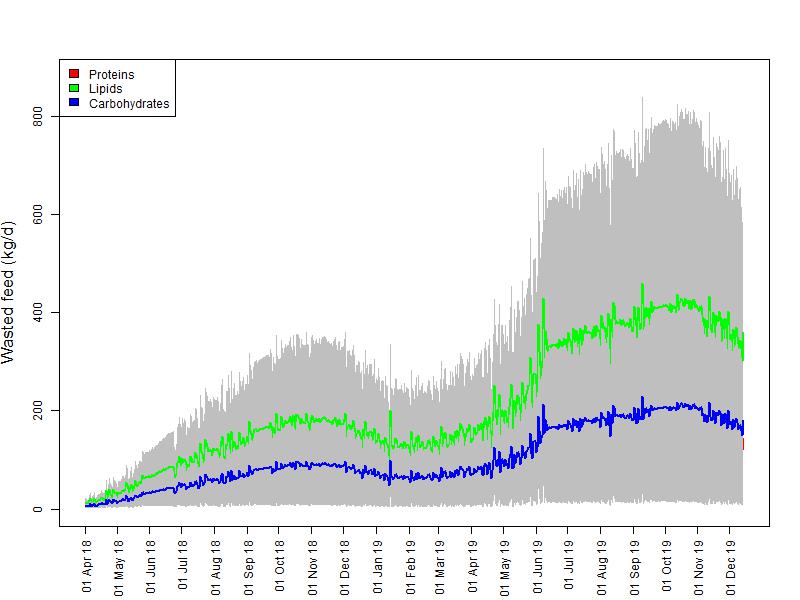 Proteins
Lipids
Carbohydrates
Wasted feed (kg/d)
800
600
400
200
0
01 Apr 18
01 May 18
01 Jun 18
01 Jul 18
01 Aug 18
01 Sep 18
01 Oct 18
01 Nov 18
01 Dec 18
01 Jan 19
01 Feb 19
01 Mar 19
01 Apr 19
01 May 19
01 Jun 19
01 Jul 19
01 Aug 19
01 Sep 19
01 Oct 19
01 Nov 19
01 Dec 19